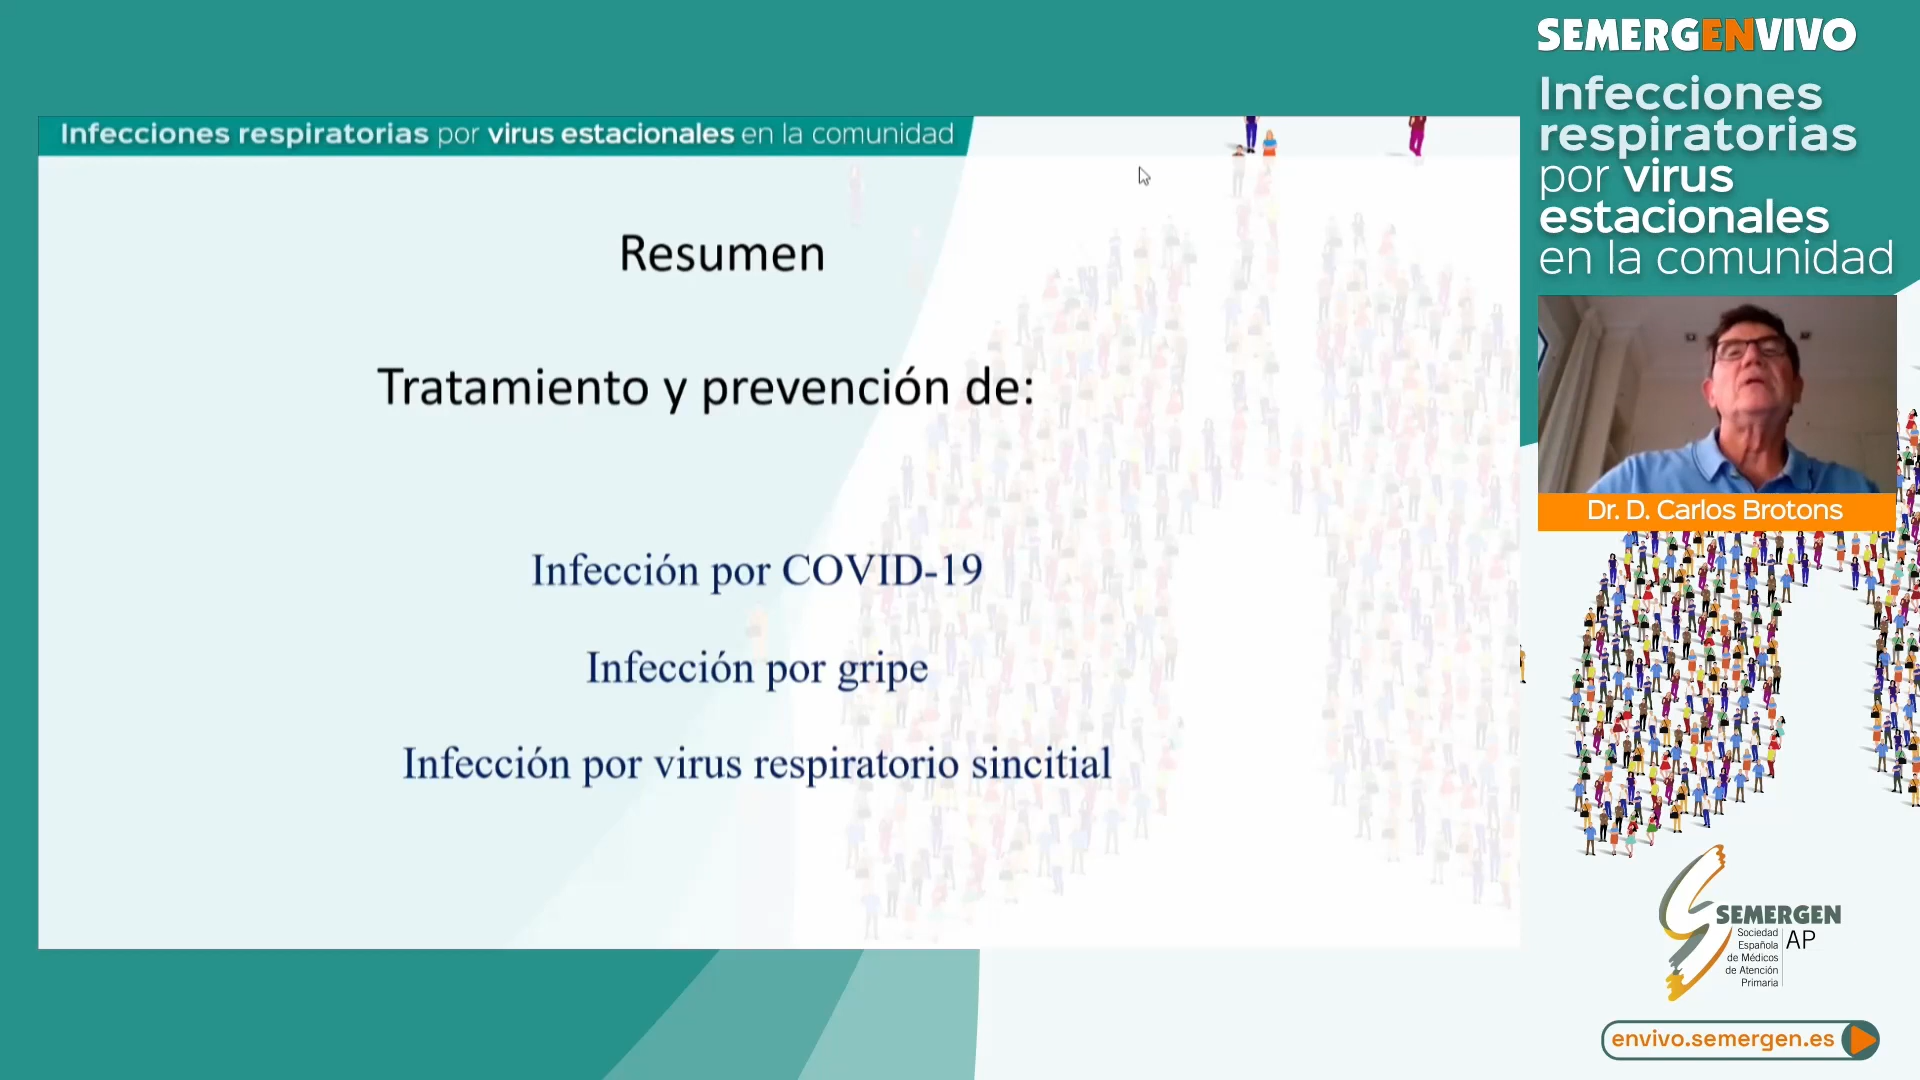 SEMERGENVIVO
Infecciones
respiratorias
por virus
estacionales
en la comunidad
Infecciones respiratorias por virus estacionales en la comunidad
Resumen
Tratamiento y prevención de:
Infección por COVID-19
Infección por gripe
Infección por virus respiratorio sincitial
Dr. D. Carlos Brotons
SEMERGEN
Sociedad
Española
de Médicos
de Atención
Primaria
AP
envivo.semergen.es